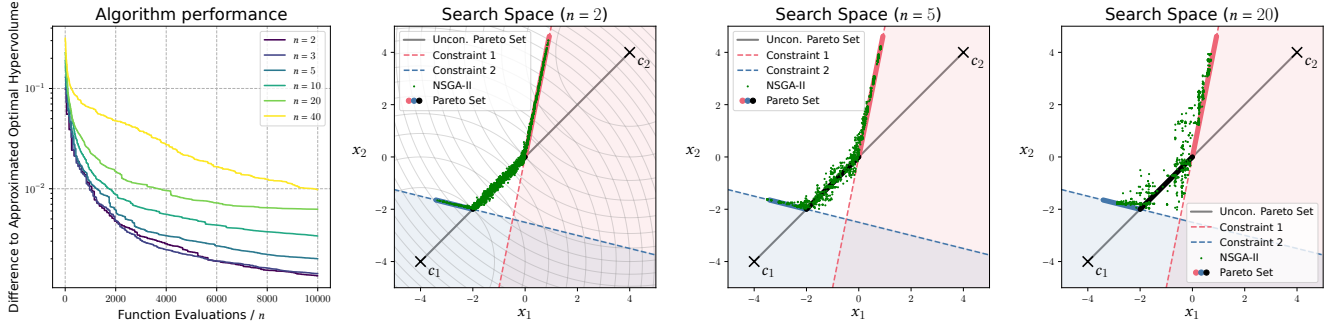 Algorithm performance
Difference to Approximated Optimal Hypervolume
10⁻¹
10⁻²
n = 2
n = 3
n = 5
n = 10
n = 20
n = 40
0 2000 4000 6000 8000 10000
Function Evaluations / n
Search Space (n = 2)
x₂
4
2
0
−2
−4
Uncon. Pareto Set
Constraint 1
Constraint 2
NSGA-II
Pareto Set
c₂
c₁
−4 −2 0 2 4
x₁
Search Space (n = 5)
x₂
4
2
0
−2
−4
Uncon. Pareto Set
Constraint 1
Constraint 2
NSGA-II
Pareto Set
c₂
c₁
−4 −2 0 2 4
x₁
Search Space (n = 20)
x₂
4
2
0
−2
−4
c₂
c₁
Uncon. Pareto Set
Constraint 1
Constraint 2
NSGA-II
Pareto Set
−4 −2 0 2 4
x₁